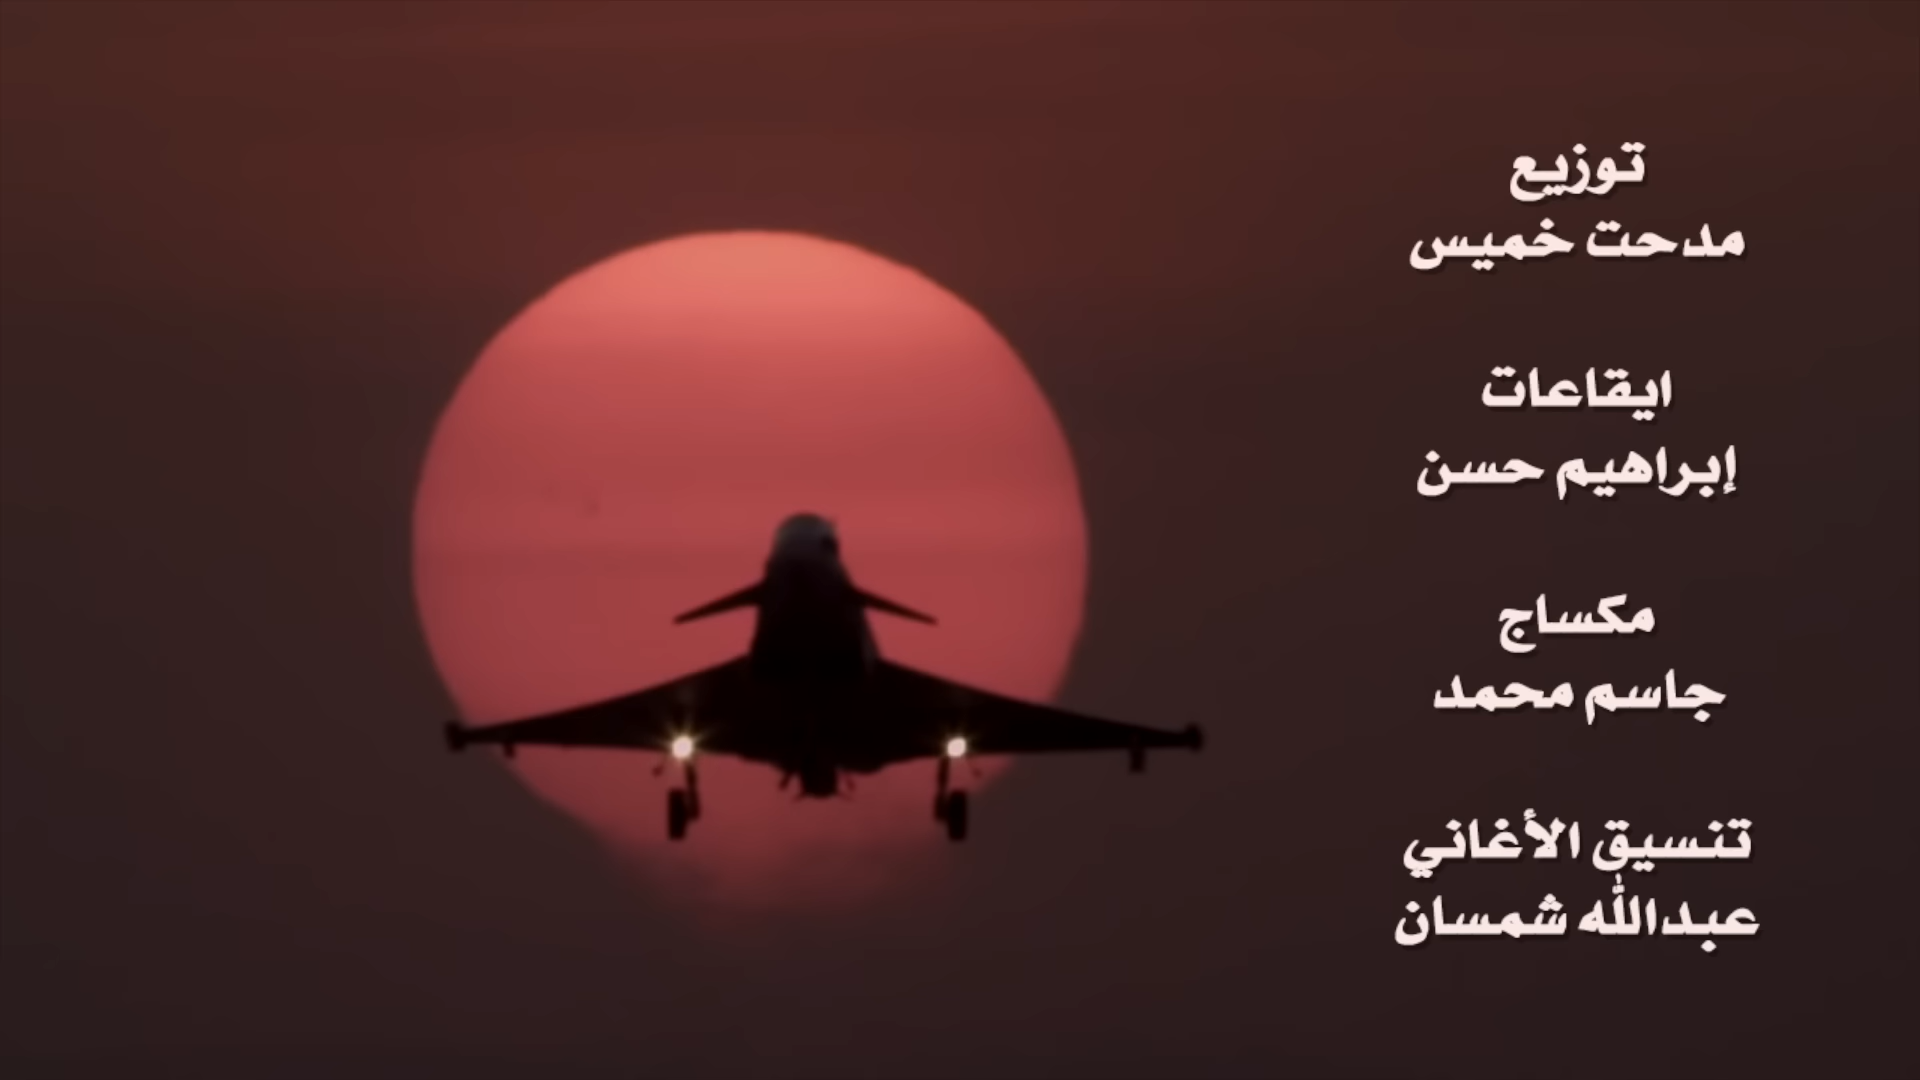 توزيع
مدحت خميس
ايقاعات
إبراهيم حسن
مكساج
جاسم محمد
تنسيق الأغاني
عبدالله شمسان